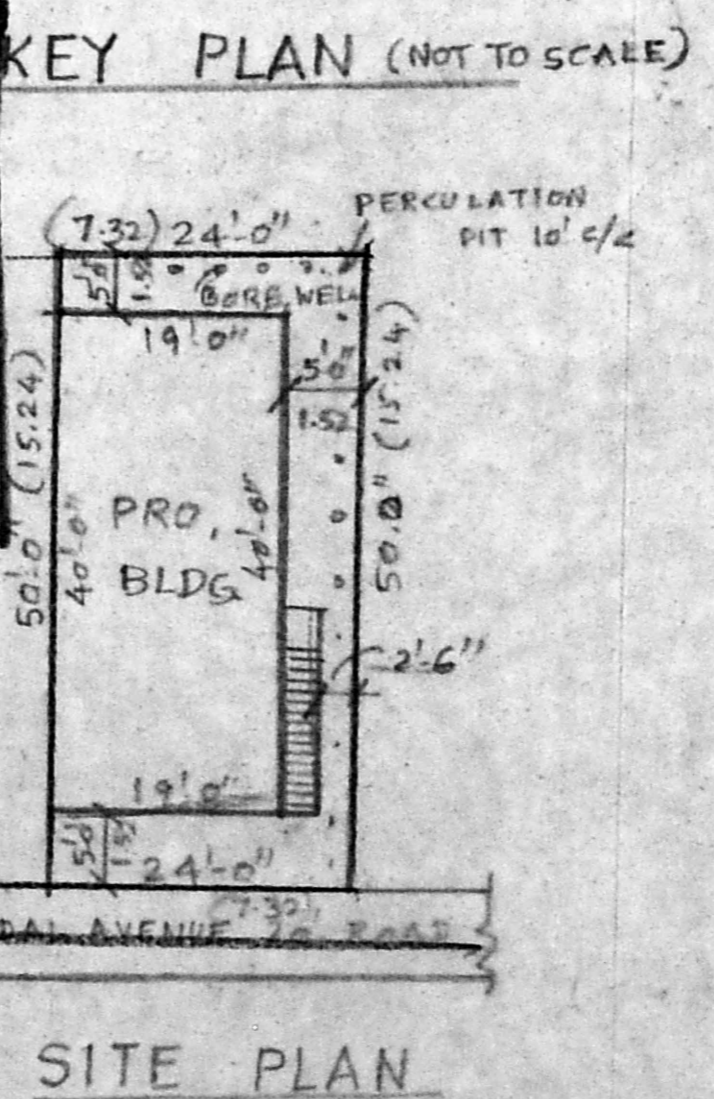 KEY PLAN (NOT TO SCALE)
PERCULATION
PIT 10' c/c
(7.32) 24'-0"
5'-0"
1.52
BORE WELL
19'-0"
5'-0"
1.52
50'-0" (15.24)
40'-0"
PRO.
BLDG
40'-0"
50.0" (15.24)
2'-6"
19'-0"
5'-0"
1.52
24'-0"
(7.32)
AVENUE ROAD
SITE PLAN